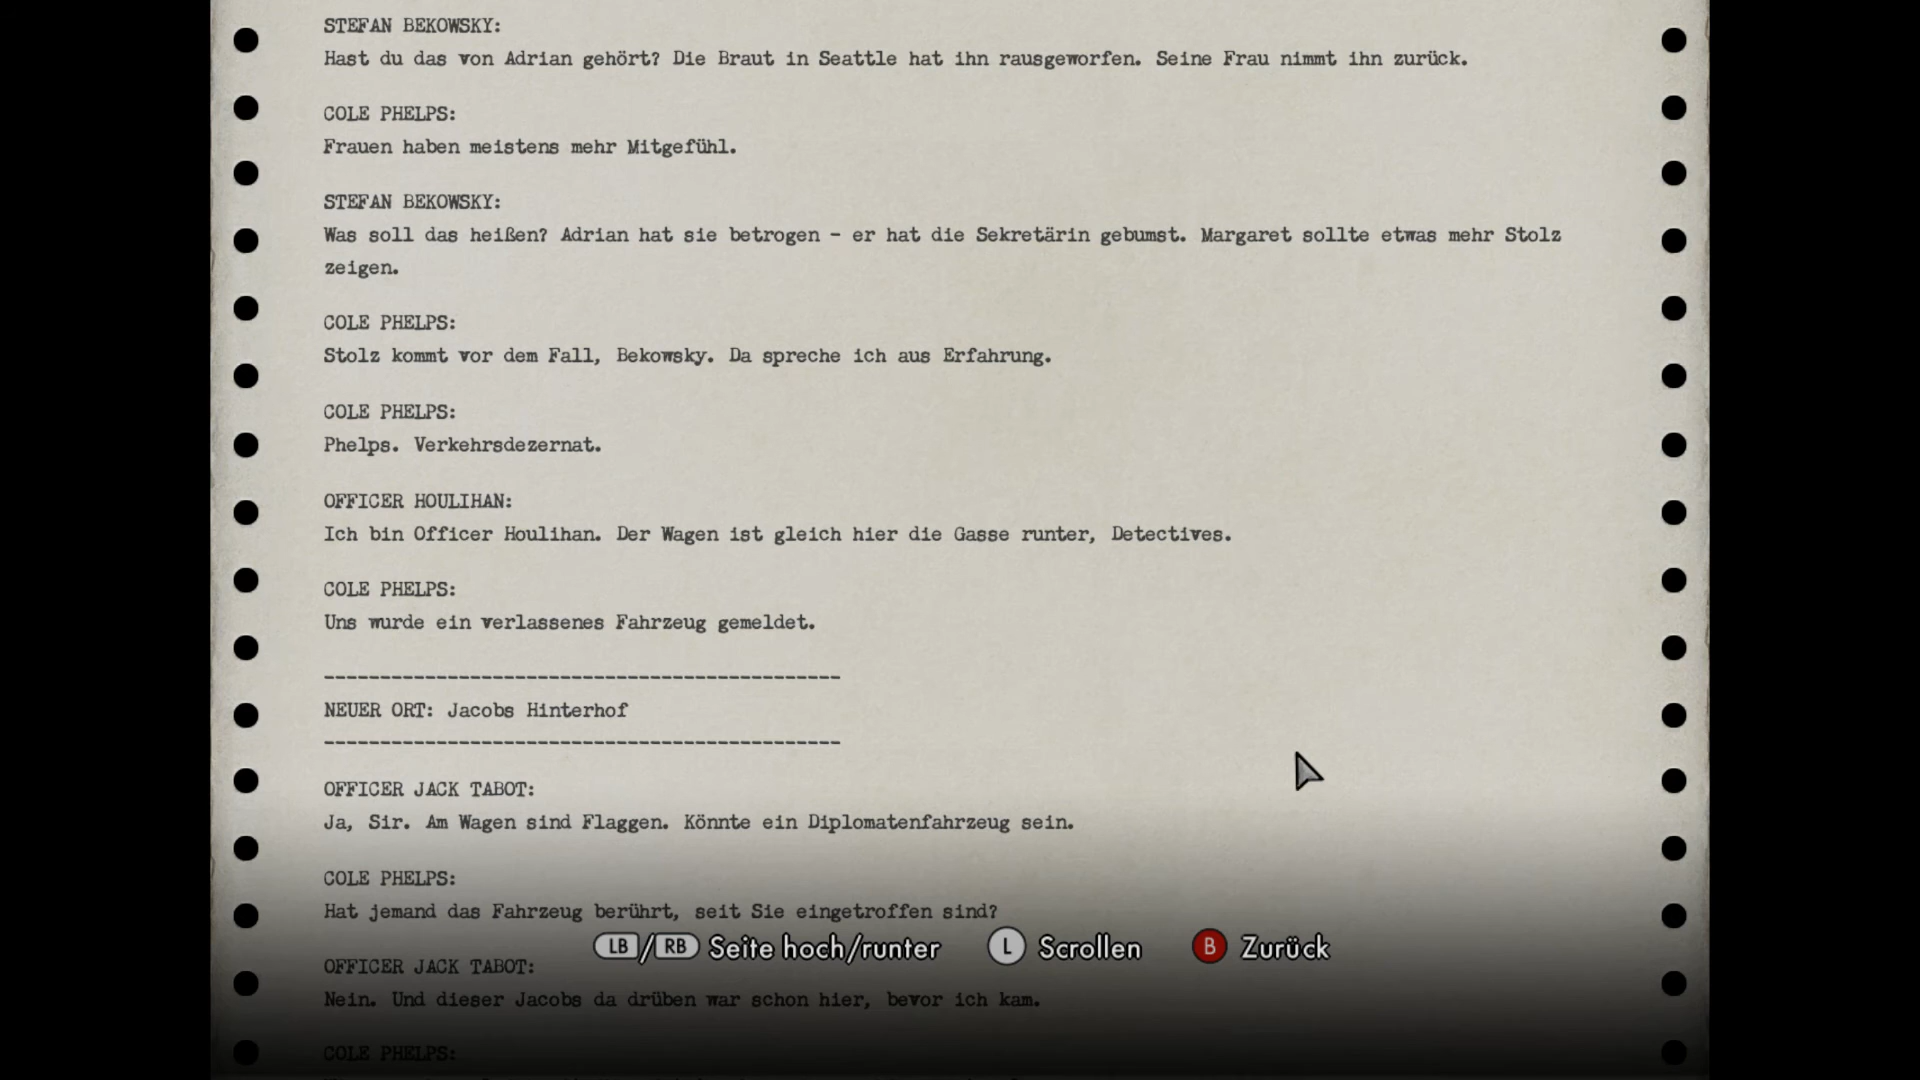 STEFAN BEKOWSKY:
Hast du das von Adrian gehört? Die Braut in Seattle hat ihn rausgeworfen. Seine Frau nimmt ihn zurück.
COLE PHELPS:
Frauen haben meistens mehr Mitgefühl.
STEFAN BEKOWSKY:
Was soll das heißen? Adrian hat sie betrogen – er hat die Sekretärin gebumst. Margaret sollte etwas mehr Stolz
zeigen.
COLE PHELPS:
Stolz kommt vor dem Fall, Bekowsky. Da spreche ich aus Erfahrung.
COLE PHELPS:
Phelps. Verkehrsdezernat.
OFFICER HOULIHAN:
Ich bin Officer Houlihan. Der Wagen ist gleich hier die Gasse runter, Detectives.
COLE PHELPS:
Uns wurde ein verlassenes Fahrzeug gemeldet.
----------------------------------------------
NEUER ORT: Jacobs Hinterhof
----------------------------------------------
OFFICER JACK TABOT:
Ja, Sir. Am Wagen sind Flaggen. Könnte ein Diplomatenfahrzeug sein.
COLE PHELPS:
Hat jemand das Fahrzeug berührt, seit Sie eingetroffen sind?
LB/RB Seite hoch/runter L Scrollen B Zurück
OFFICER JACK TABOT:
Nein. Und dieser Jacobs da drüben war schon hier, bevor ich kam.
COLE PHELPS: